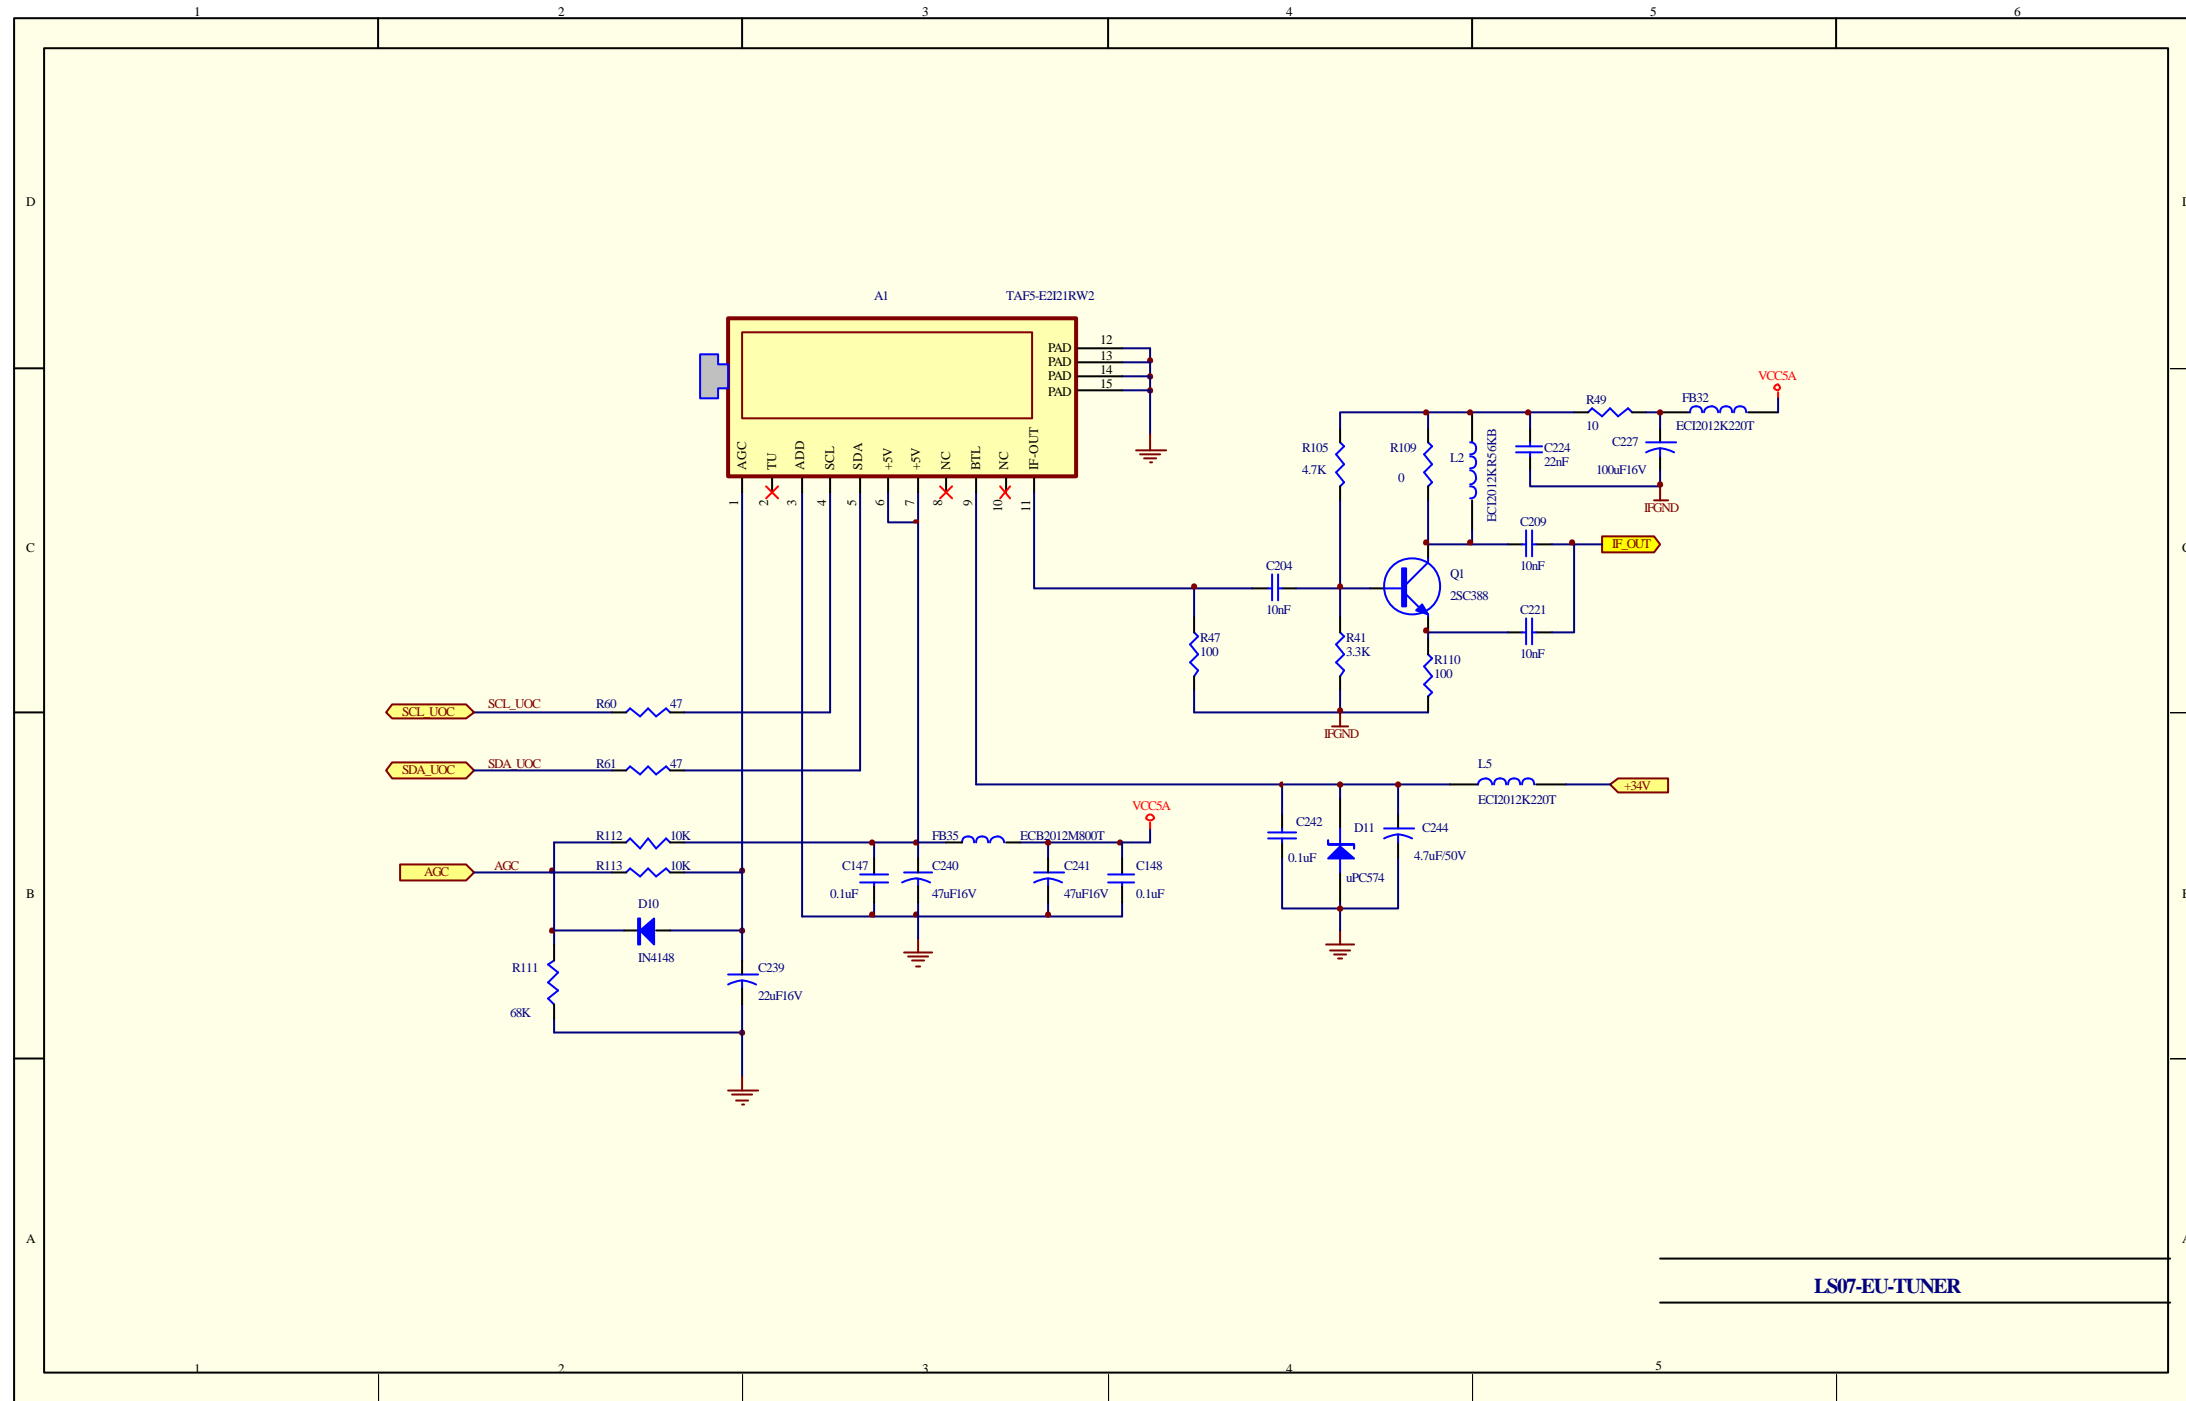 1 2 3 4 5 6
D
A1 TAF5-E2I21RW2
PAD 12
PAD 13
PAD 14
PAD 15
AGC TU ADD SCL SDA +5V +5V NC BTL NC IF-OUT
1 2 3 4 5 6 7 8 9 10 11
VCC5A
R49 FB32
10 ECI2012K220T
R105 R109 C224 C227
4.7K 0 L2 22nF 100uF16V
ECI2012KR56KB
IFGND
C
C209
IF_OUT
10nF
C204
10nF
Q1
2SC388
C221
10nF
R47
100
R41
3.3K
R110
100
IFGND
SCL_UOC SCL_UOC R60 47
SDA_UOC SDA_UOC R61 47
L5
+34V
ECI2012K220T
VCC5A
C242 D11 C244
0.1uF uPC574 4.7uF/50V
R112 10K FB35 ECB2012M800T
AGC AGC R113 10K
C147 C240 C241 C148
0.1uF 47uF16V 47uF16V 0.1uF
B
D10
IN4148
R111
68K
C239
22uF16V
A
LS07-EU-TUNER
1 2 3 4 5